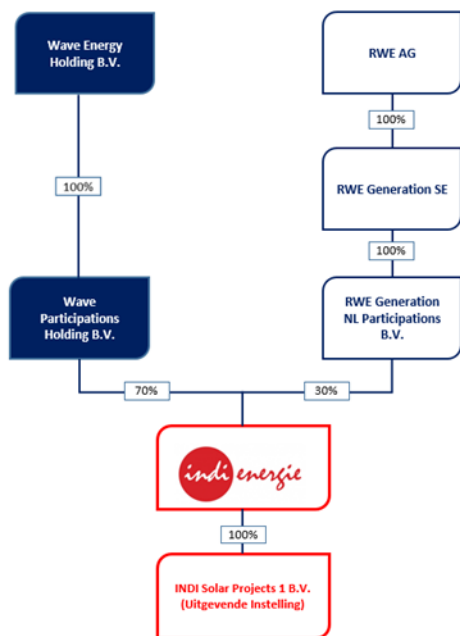 Wave Energy
Holding B.V.
RWE AG
100%
100%
RWE Generation SE
100%
Wave
Participations
Holding B.V.
RWE Generation
NL Participations
B.V.
70%
30%
indi energie
100%
INDI Solar Projects 1 B.V.
(Uitgevende Instelling)